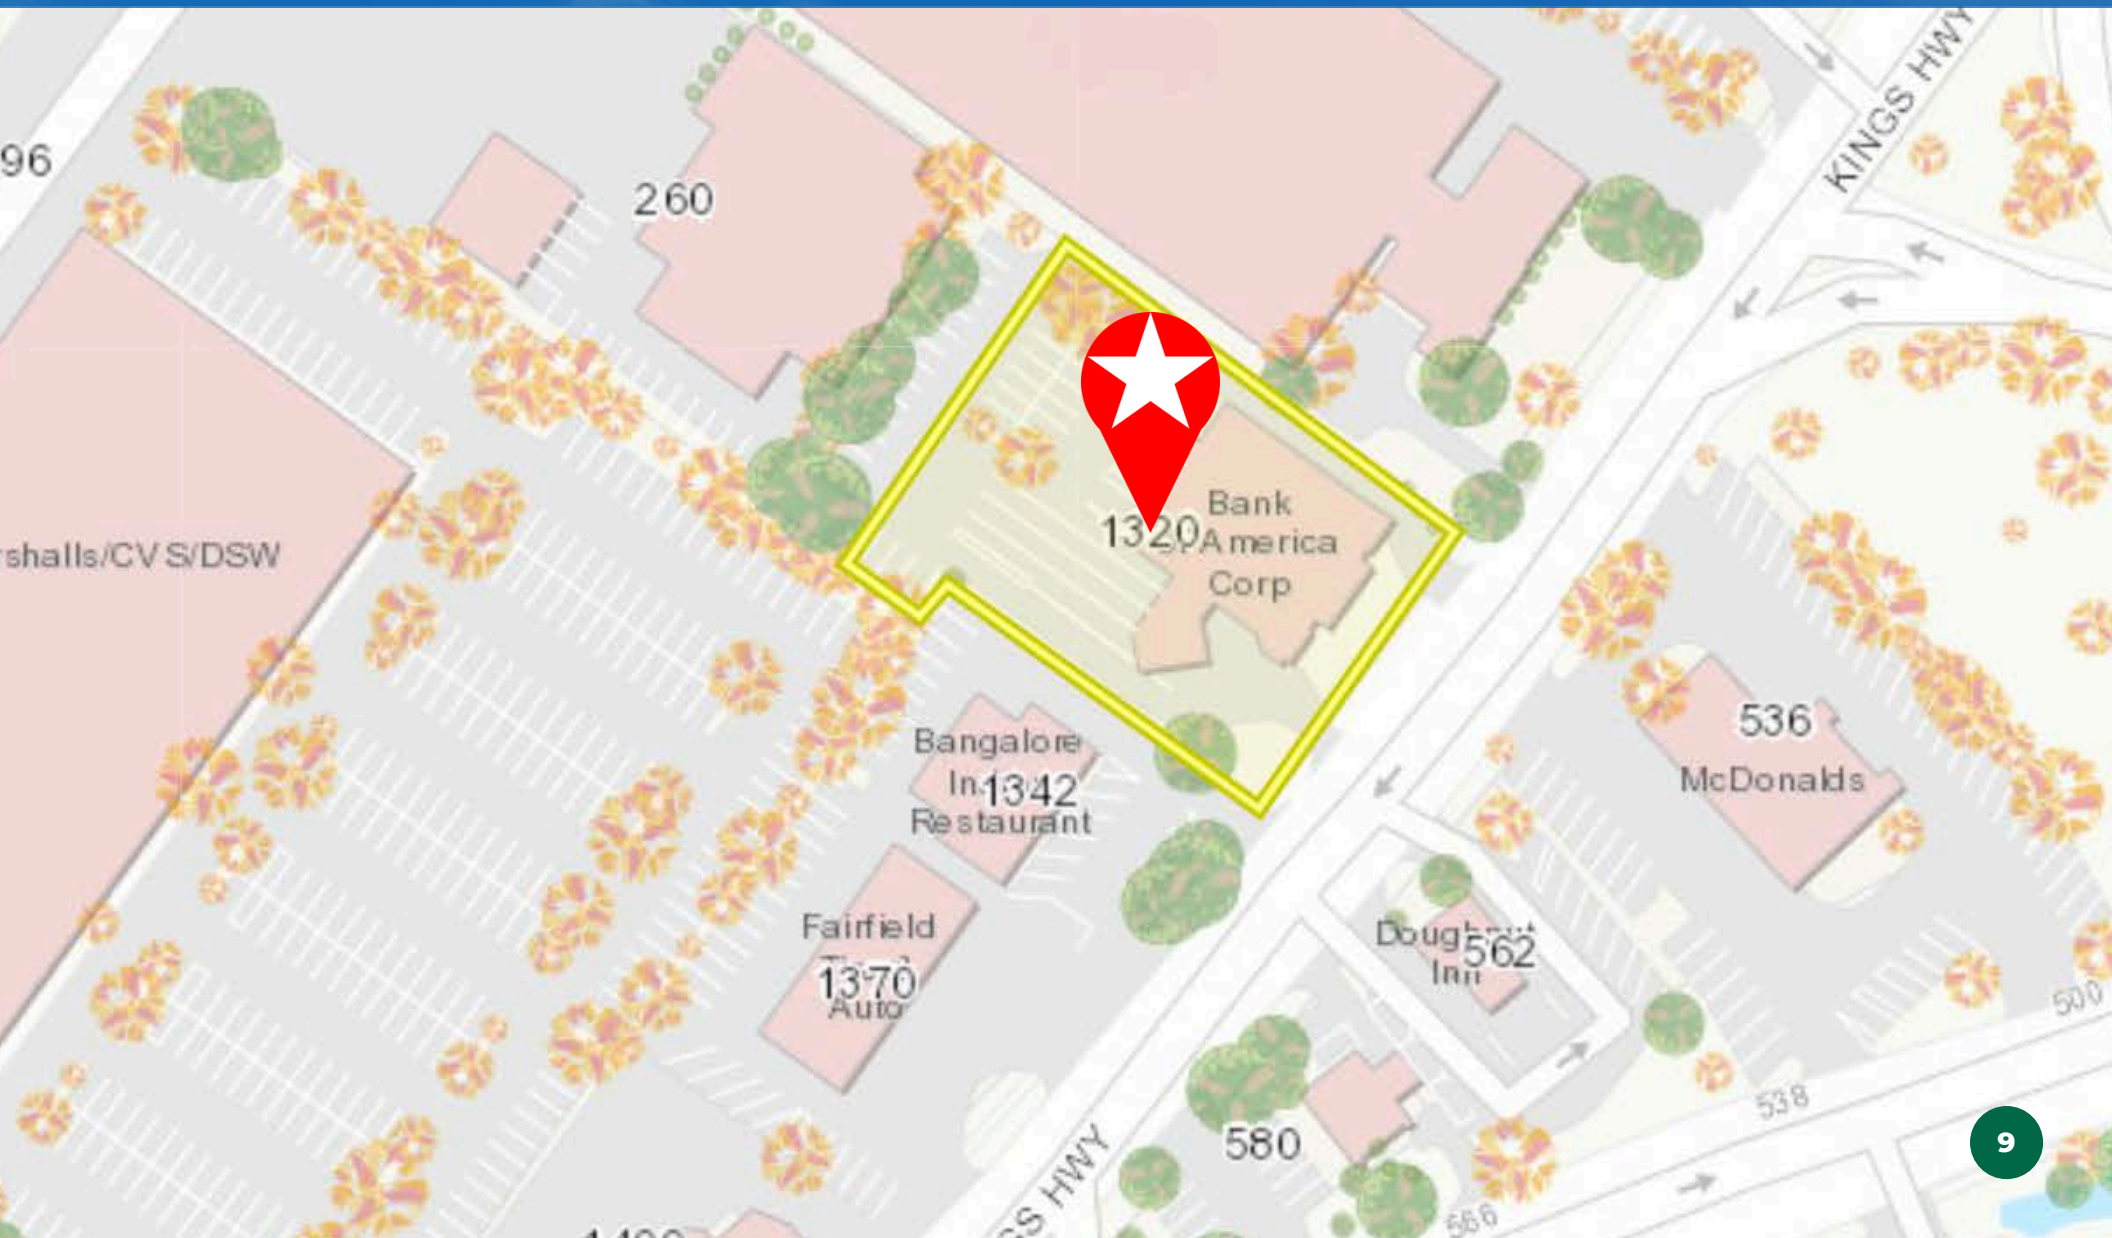 KINGS HWY
96
260
rshalls/CVS/DSW
Bank
1320
America
Corp
536
McDonalds
Bangalore
1342
Restaurant
Fairfield
1370
Auto
562
Inn
500
538
580
566
9